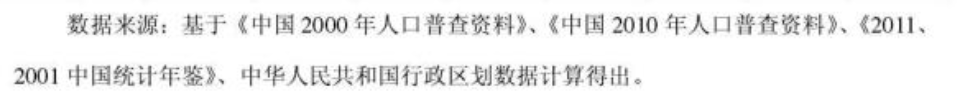 数据来源：基于《中国 2000 年人口普查资料》、《中国 2010 年人口普查资料》、《2011、
2001 中国统计年鉴》、中华人民共和国行政区划数据计算得出。